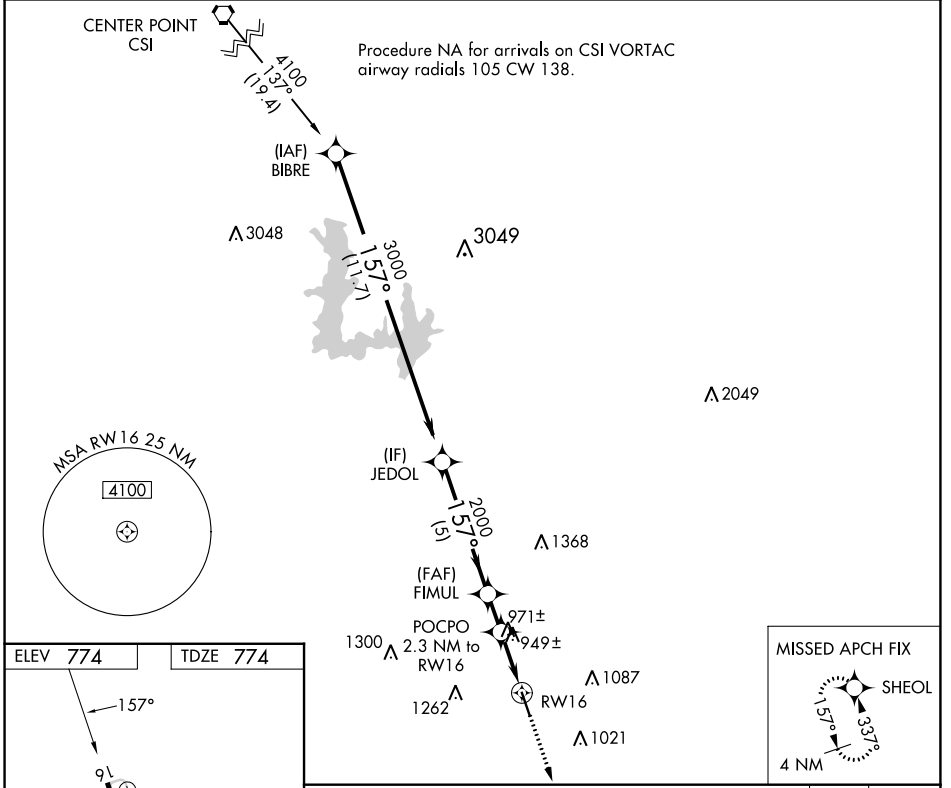 CENTER POINT
CSI
Procedure NA for arrivals on CSI VORTAC
airway radials 105 CW 138.
4100
137°
(19.4)
(IAF)
BIBRE
3048
3049
3000
157°
(11.7)
2049
MSA RW16 25 NM
4100
(IF)
JEDOL
2000
157°
(5)
1368
(FAF)
FIMUL
971±
949±
POCPO
2.3 NM to
RW16
1300
1262
1087
RW16
1021
ELEV 774
TDZE 774
157°
16
MISSED APCH FIX
SHEOL
157°
337°
4 NM